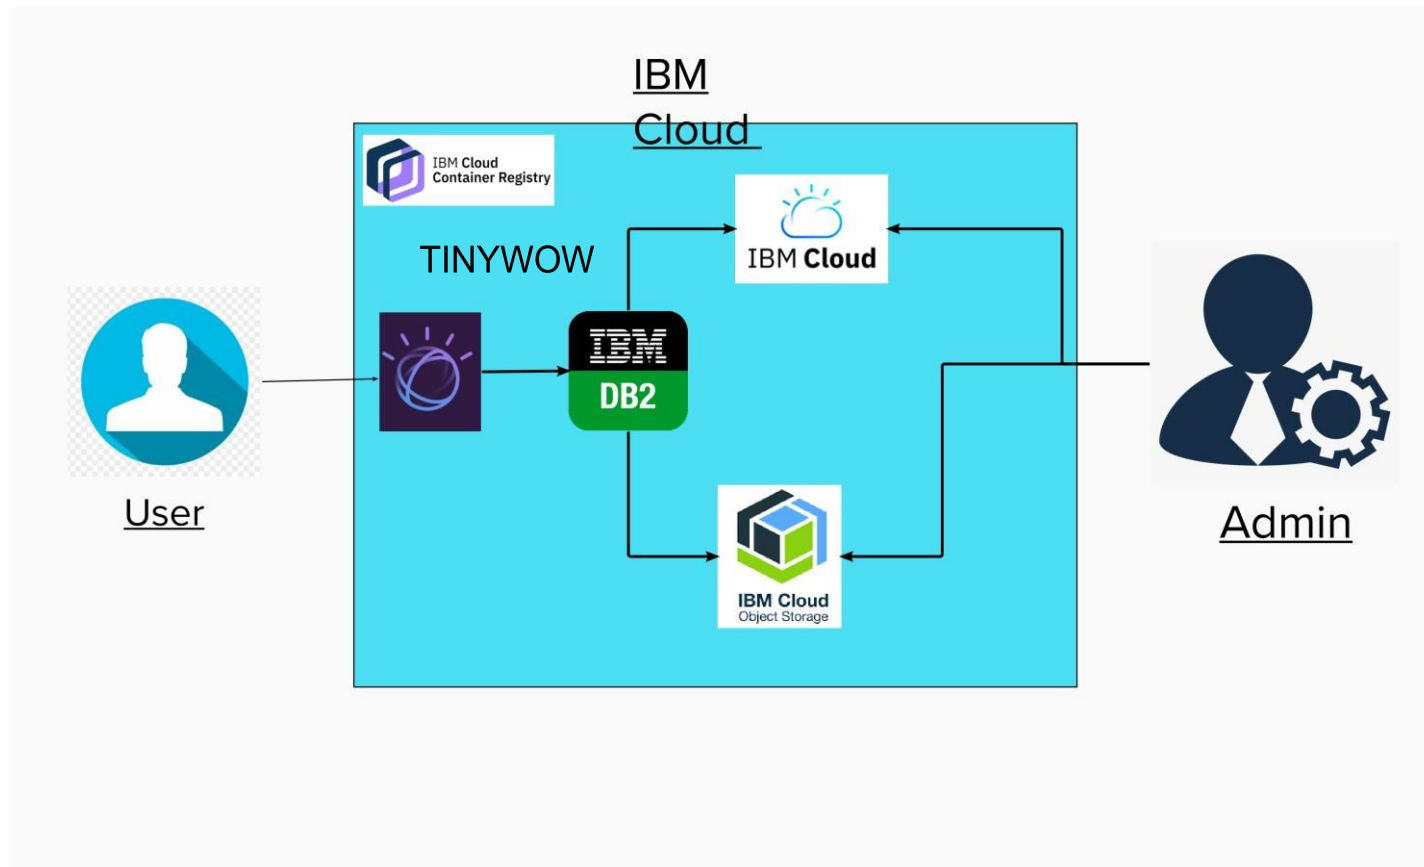 IBM
Cloud
IBM Cloud
Container Registry
TINYWOW
IBM Cloud
IBM
DB2
User
IBM Cloud
Object Storage
Admin